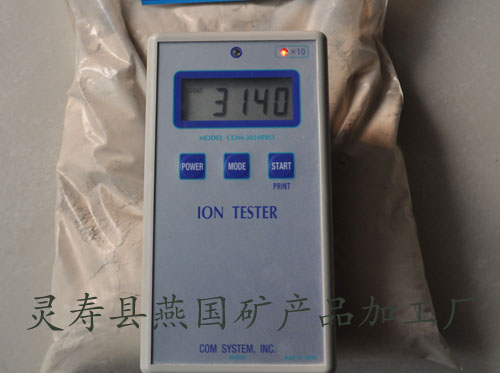 ×10
3140
MODEL COM-3010PRO
POWER MODE START
PRINT
ION TESTER
灵寿县燕国矿产品加工厂
COM SYSTEM, INC.